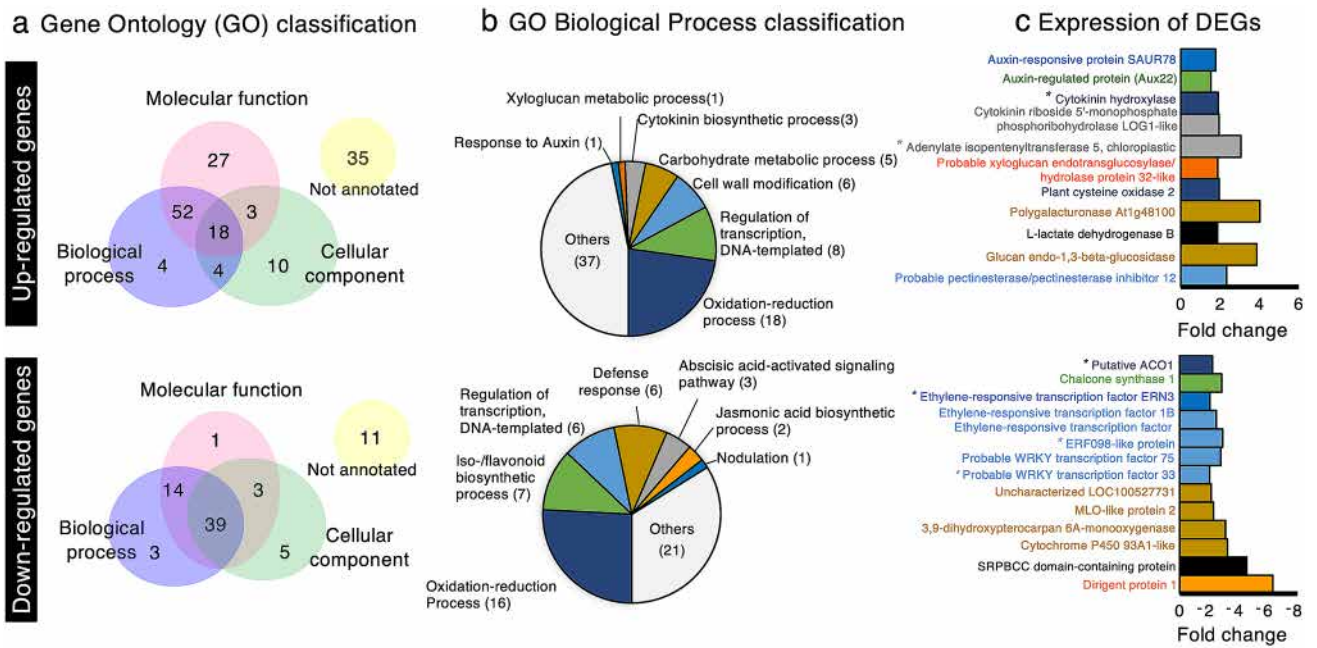 a Gene Ontology (GO) classification
b GO Biological Process classification
c Expression of DEGs
Up-regulated genes
Molecular function
27
35
Not annotated
52
3
18
Biological
process
4
4
10
Cellular
component
Xyloglucan metabolic process(1)
Cytokinin biosynthetic process(3)
Response to Auxin (1)
Carbohydrate metabolic process (5)
Cell wall modification (6)
Regulation of
transcription,
DNA-templated (8)
Others
(37)
Oxidation-reduction
process (18)
Auxin-responsive protein SAUR78
Auxin-regulated protein (Aux22)
* Cytokinin hydroxylase
Cytokinin riboside 5'-monophosphate
phosphoribohydrolase LOG1-like
* Adenylate isopentenyltransferase 5, chloroplastic
Probable xyloglucan endotransglucosylase/
hydrolase protein 32-like
Plant cysteine oxidase 2
Polygalacturonase At1g48100
L-lactate dehydrogenase B
Glucan endo-1,3-beta-glucosidase
Probable pectinesterase/pectinesterase inhibitor 12
0 2 4 6
Fold change
Down-regulated genes
Molecular function
1
11
Not annotated
14
3
39
Biological
process
3
5
Cellular
component
Defense
response (6)
Abscisic acid-activated signaling
pathway (3)
Regulation of
transcription,
DNA-templated (6)
Jasmonic acid biosynthetic
process (2)
Nodulation (1)
Iso-/flavonoid
biosynthetic
process (7)
Others
(21)
Oxidation-reduction
Process (16)
* Putative ACO1
Chalcone synthase 1
* Ethylene-responsive transcription factor ERN3
Ethylene-responsive transcription factor 1B
Ethylene-responsive transcription factor
* ERF098-like protein
Probable WRKY transcription factor 75
* Probable WRKY transcription factor 33
Uncharacterized LOC100527731
MLO-like protein 2
3,9-dihydroxypterocarpan 6A-monooxygenase
Cytochrome P450 93A1-like
SRPBCC domain-containing protein
Dirigent protein 1
0 -2 -4 -6 -8
Fold change